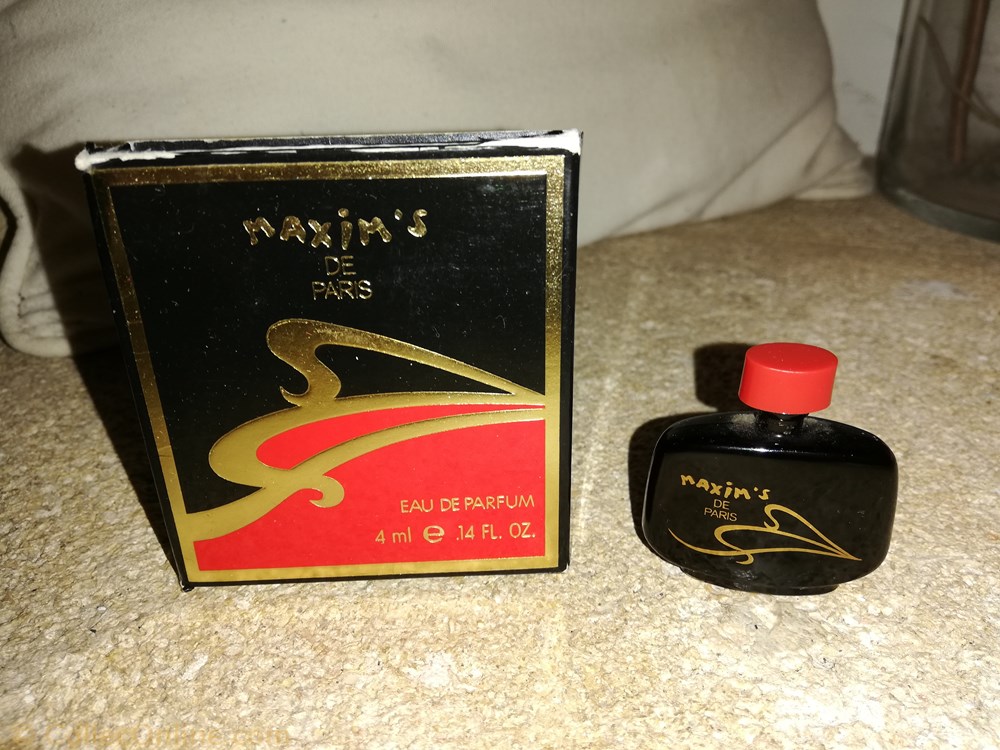 MAXIM'S
DE
PARIS
EAU DE PARFUM
4 ml e .14 FL. OZ.
MAXIM'S
DE
PARIS